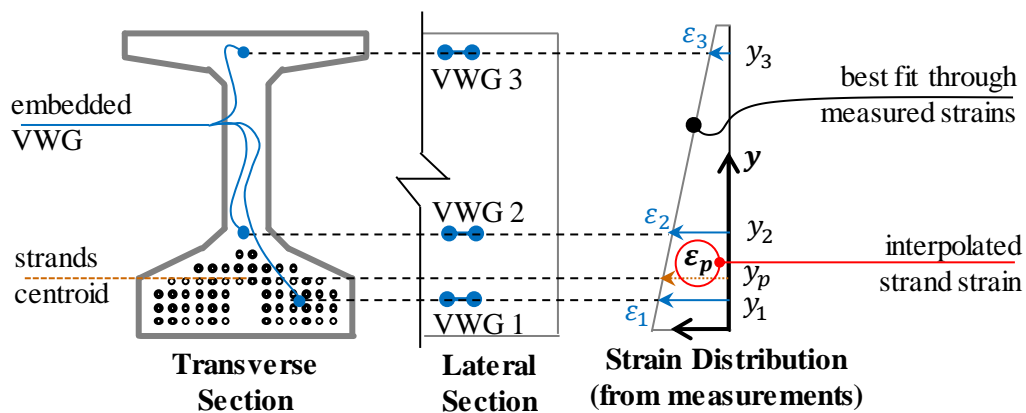 embedded
VWG
strands
centroid
Transverse
Section
VWG 3
VWG 2
VWG 1
Lateral
Section
ε₃
y₃
y
ε₂
y₂
εₚ
yₚ
ε₁
y₁
best fit through
measured strains
interpolated
strand strain
Strain Distribution
(from measurements)